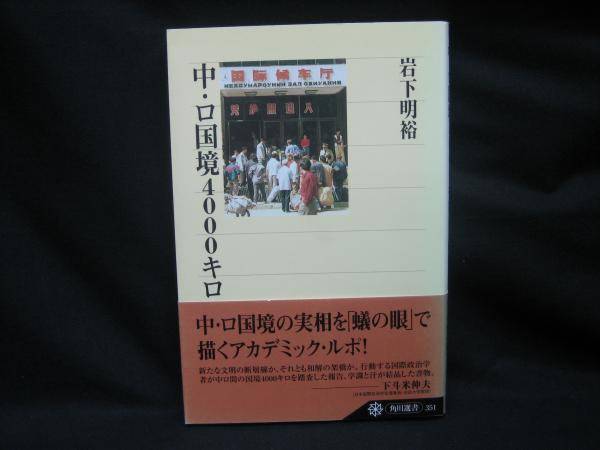 岩下明裕
中・ロ国境4000キロ
国际候车厅
МЕЖДУНАРОДНЫЙ ЗАЛ ОЖИДАНИЯ
凭护照进入
中・ロ国境の実相を「蟻の眼」で
描くアカデミック・ルポ!
新たな文明の断層線か、それとも和解の架橋か。行動する国際政治学
者が中ロ間の国境4000キロを踏査した報告。学識と汗が結晶した書物。
下斗米伸夫
角川選書 351